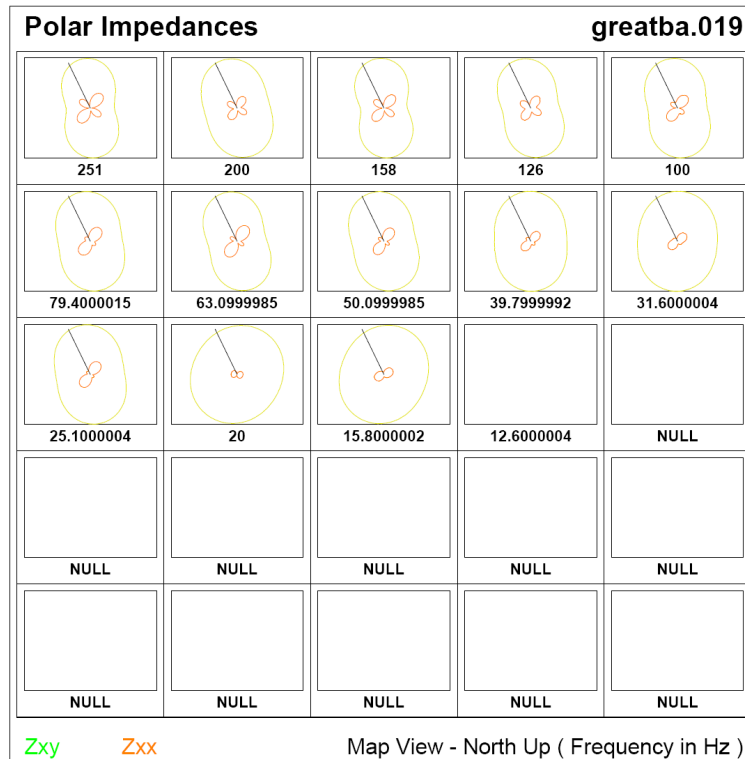 Polar Impedances greatba.019
251 200 158 126 100
79.4000015 63.0999985 50.0999985 39.7999992 31.6000004
25.1000004 20 15.8000002 12.6000004 NULL
NULL NULL NULL NULL NULL
NULL NULL NULL NULL NULL
Zxy Zxx Map View - North Up ( Frequency in Hz )